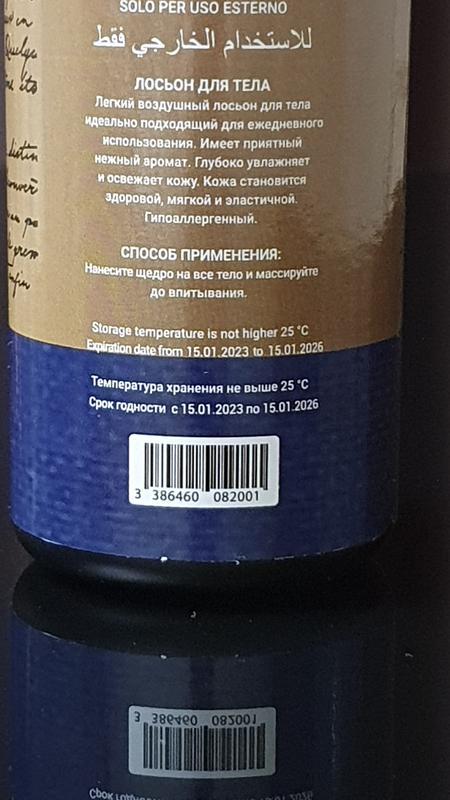 SOLO PER USO ESTERNO
للاستخدام الخارجي فقط
ЛОСЬОН ДЛЯ ТЕЛА
Легкий воздушный лосьон для тела
идеально подходящий для ежедневного
использования. Имеет приятный
нежный аромат. Глубоко увлажняет
и освежает кожу. Кожа становится
здоровой, мягкой и эластичной.
Гипоаллергенный.
СПОСОБ ПРИМЕНЕНИЯ:
Нанесите щедро на все тело и массируйте
до впитывания.
Storage temperature is not higher 25 °C
Expiration date from 15.01.2023 to 15.01.2026
Температура хранения не выше 25 °C
Срок годности с 15.01.2023 по 15.01.2026
3 386460 082001